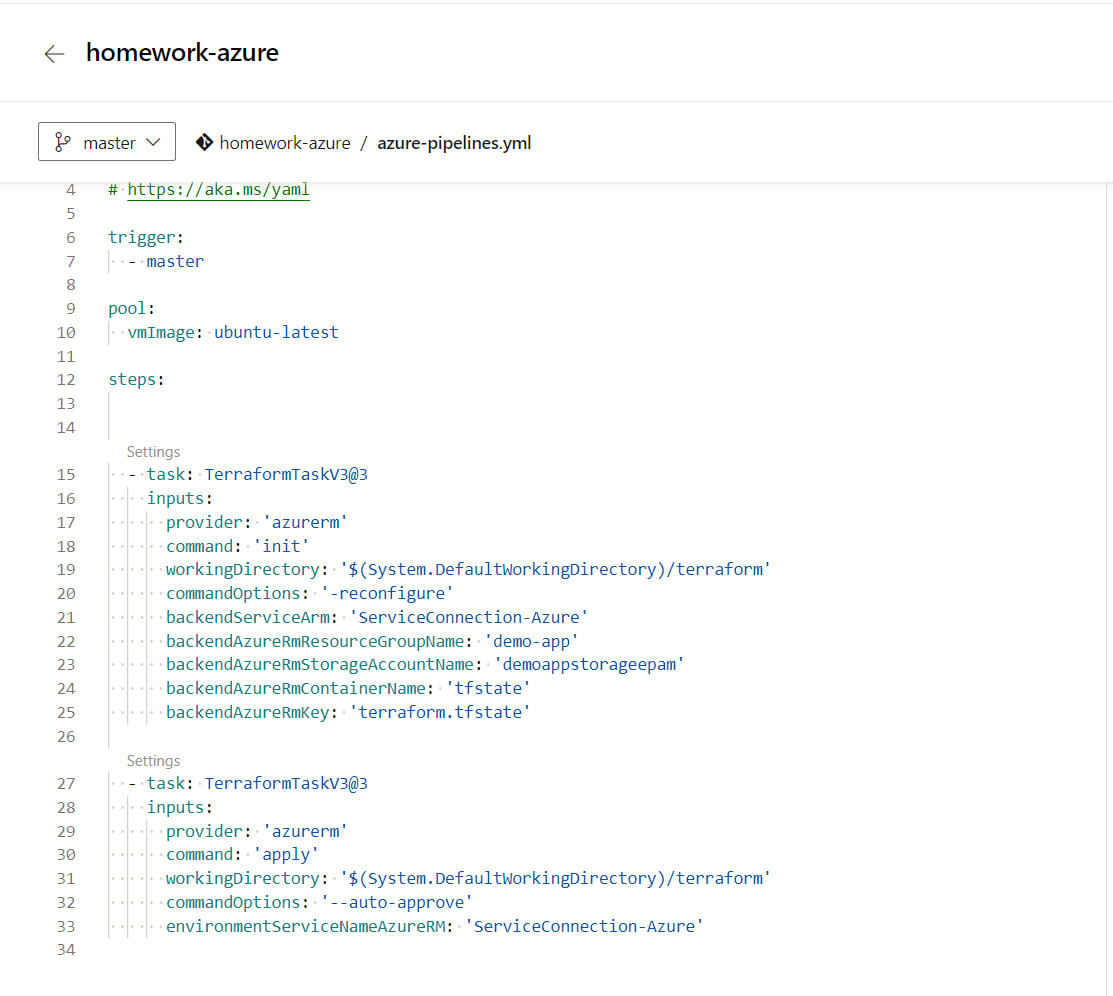 homework-azure
master homework-azure / azure-pipelines.yml
4 # https://aka.ms/yaml
5
6 trigger:
7   - master
8
9 pool:
10   vmImage: ubuntu-latest
11
12 steps:
13
14
Settings
15   - task: TerraformTaskV3@3
16     inputs:
17       provider: 'azurerm'
18       command: 'init'
19       workingDirectory: '$(System.DefaultWorkingDirectory)/terraform'
20       commandOptions: '-reconfigure'
21       backendServiceArm: 'ServiceConnection-Azure'
22       backendAzureRmResourceGroupName: 'demo-app'
23       backendAzureRmStorageAccountName: 'demoappstorageepam'
24       backendAzureRmContainerName: 'tfstate'
25       backendAzureRmKey: 'terraform.tfstate'
26
Settings
27   - task: TerraformTaskV3@3
28     inputs:
29       provider: 'azurerm'
30       command: 'apply'
31       workingDirectory: '$(System.DefaultWorkingDirectory)/terraform'
32       commandOptions: '--auto-approve'
33       environmentServiceNameAzureRM: 'ServiceConnection-Azure'
34